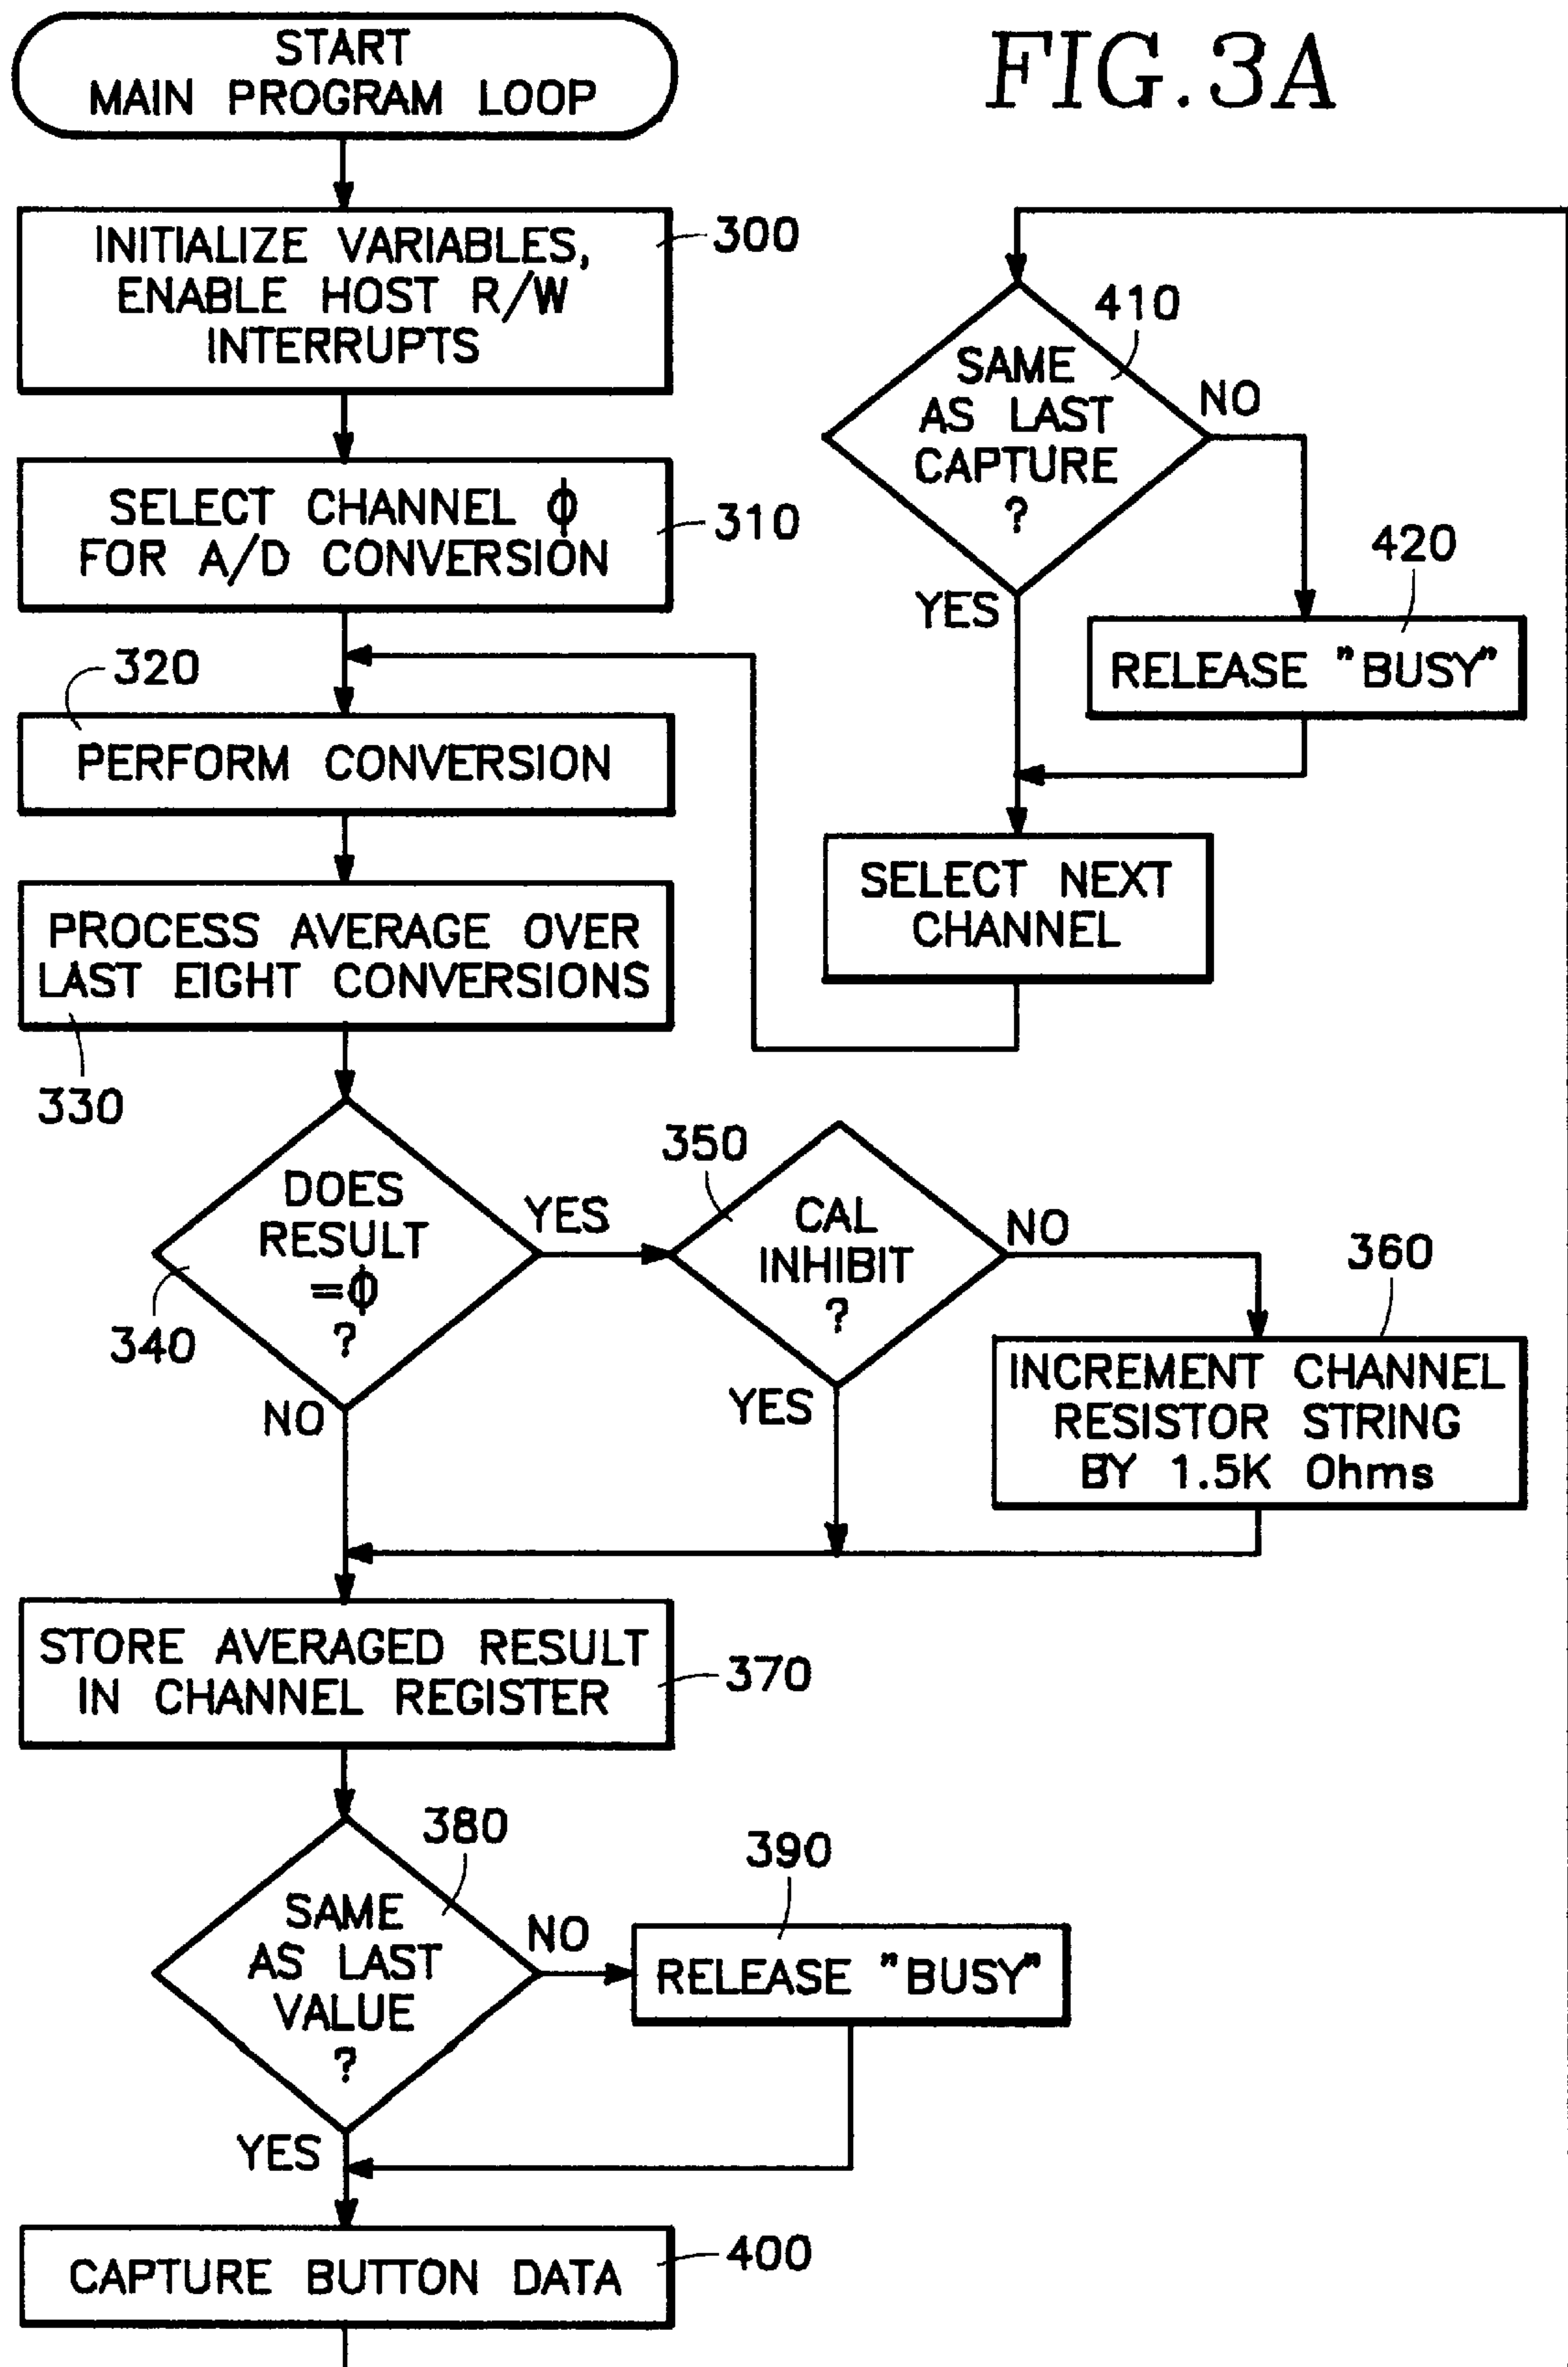 FIG. 3A
START
MAIN PROGRAM LOOP
INITIALIZE VARIABLES,
ENABLE HOST R/W
INTERRUPTS
300
SELECT CHANNEL ϕ
FOR A/D CONVERSION
310
320
PERFORM CONVERSION
PROCESS AVERAGE OVER
LAST EIGHT CONVERSIONS
330
DOES
RESULT
=ϕ
?
340
YES
NO
350
CAL
INHIBIT
?
NO
YES
360
INCREMENT CHANNEL
RESISTOR STRING
BY 1.5K Ohms
STORE AVERAGED RESULT
IN CHANNEL REGISTER
370
380
SAME
AS LAST
VALUE
?
NO
YES
390
RELEASE "BUSY"
CAPTURE BUTTON DATA
400
410
SAME
AS LAST
CAPTURE
?
NO
YES
420
RELEASE "BUSY"
SELECT NEXT
CHANNEL